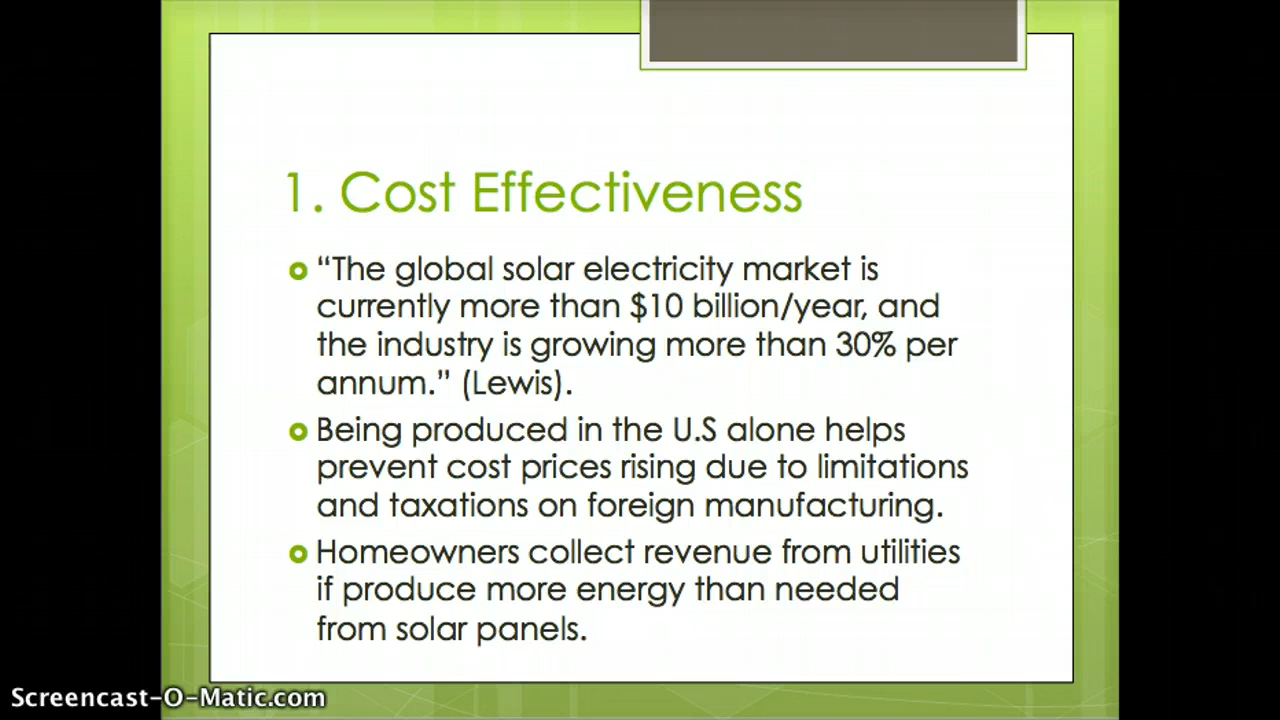 1. Cost Effectiveness
“The global solar electricity market is
currently more than $10 billion/year, and
the industry is growing more than 30% per
annum.” (Lewis).
Being produced in the U.S alone helps
prevent cost prices rising due to limitations
and taxations on foreign manufacturing.
Homeowners collect revenue from utilities
if produce more energy than needed
from solar panels.
Screencast-O-Matic.com